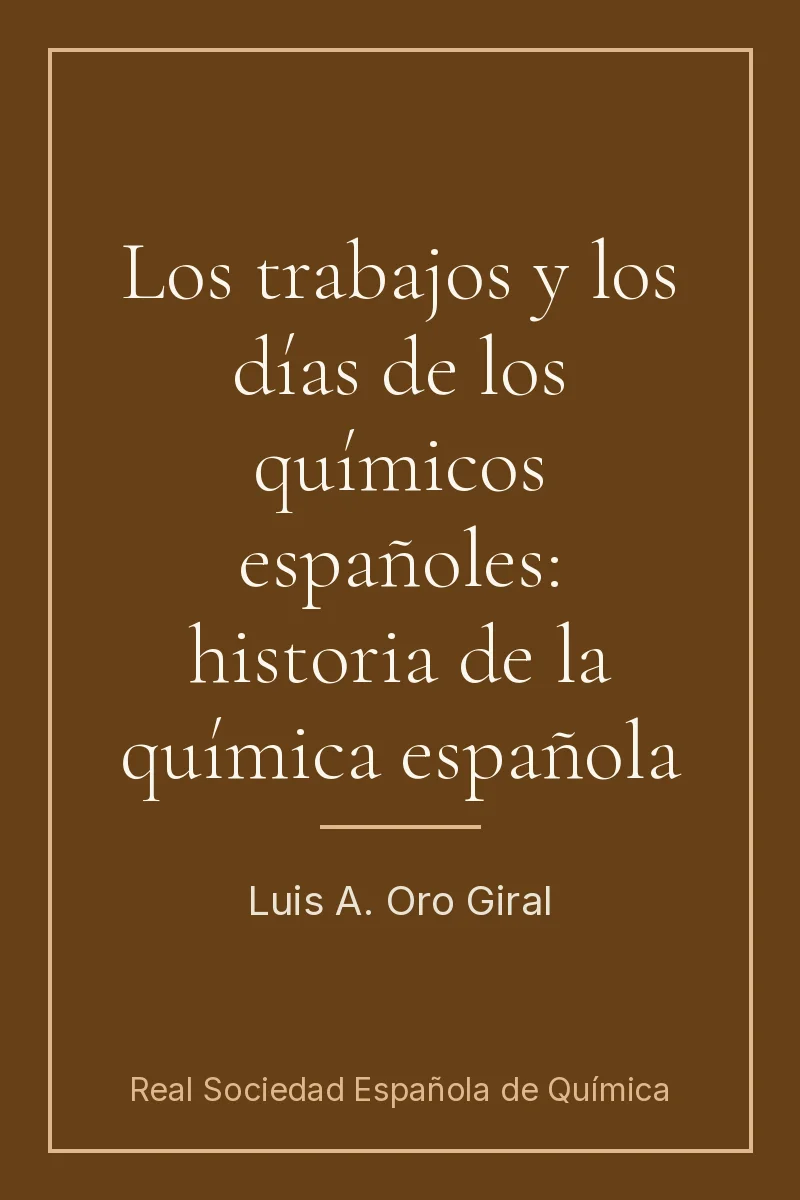 Los trabajos y los
días de los
químicos
españoles:
historia de la
química española
Luis A. Oro Giral
Real Sociedad Española de Química